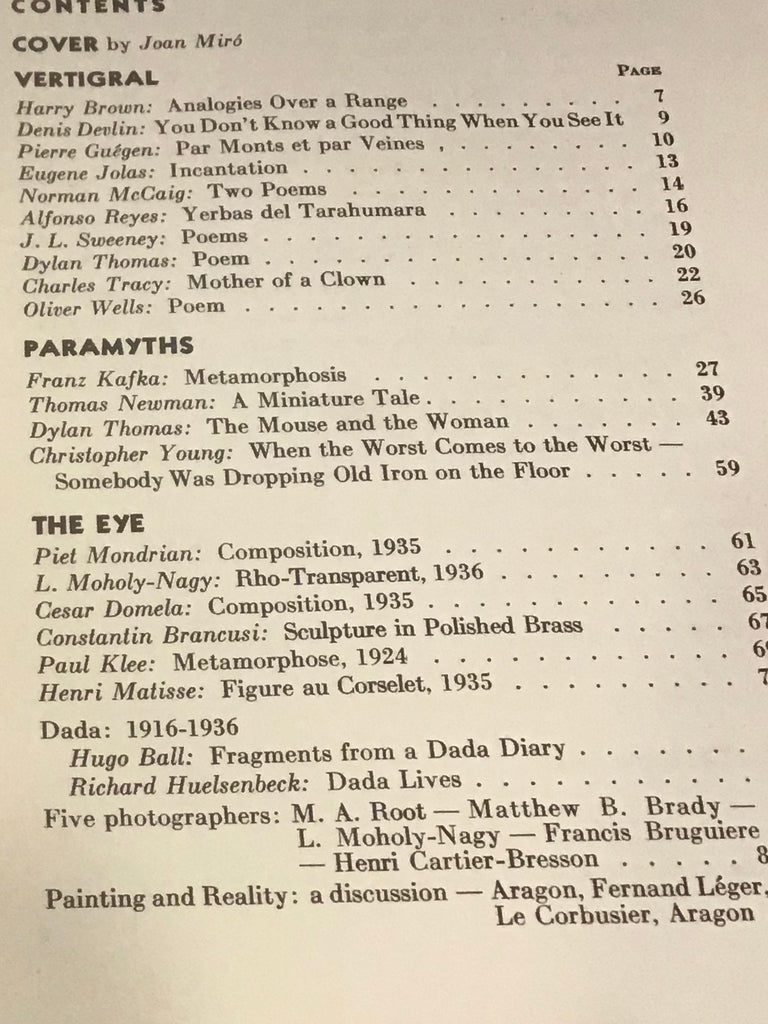 CONTENTS
COVER by Joan Miró
VERTIGRAL PAGE
Harry Brown: Analogies Over a Range . . . . . . . . . 7
Denis Devlin: You Don't Know a Good Thing When You See It 9
Pierre Guégen: Par Monts et par Veines , . . . . . . . 10
Eugene Jolas: Incantation . . . . . . . . . . . . . . 13
Norman McCaig: Two Poems . . . . . . . . . . . . 14
Alfonso Reyes: Yerbas del Tarahumara . . . . . . . . 16
J. L. Sweeney: Poems . . . . . . . . . . . . . . . . 19
Dylan Thomas: Poem . . . . . . . . . . . . . . . . 20
Charles Tracy: Mother of a Clown . . . . . . . . . . 22
Oliver Wells: Poem . . . . . . . . . . . . . . . . . 26
PARAMYTHS
Franz Kafka: Metamorphosis . . . . . . . . . . . . 27
Thomas Newman: A Miniature Tale . . . . . . . . . . 39
Dylan Thomas: The Mouse and the Woman . . . . . . . 43
Christopher Young: When the Worst Comes to the Worst —
Somebody Was Dropping Old Iron on the Floor . . . . . 59
THE EYE
Piet Mondrian: Composition, 1935 . . . . . . . . . . . 61
L. Moholy-Nagy: Rho-Transparent, 1936 . . . . . . . . . 63
Cesar Domela: Composition, 1935 . . . . . . . . . . . . 65
Constantin Brancusi: Sculpture in Polished Brass . . . . . 67
Paul Klee: Metamorphose, 1924 . . . . . . . . . . . .
Henri Matisse: Figure au Corselet, 1935 . . . . . . . . .
Dada: 1916-1936
Hugo Ball: Fragments from a Dada Diary . . . . . . .
Richard Huelsenbeck: Dada Lives . . . . . . . . . . .
Five photographers: M. A. Root — Matthew B. Brady —
L. Moholy-Nagy — Francis Bruguiere
— Henri Cartier-Bresson . . . . . 8
Painting and Reality: a discussion — Aragon, Fernand Léger,
Le Corbusier, Aragon